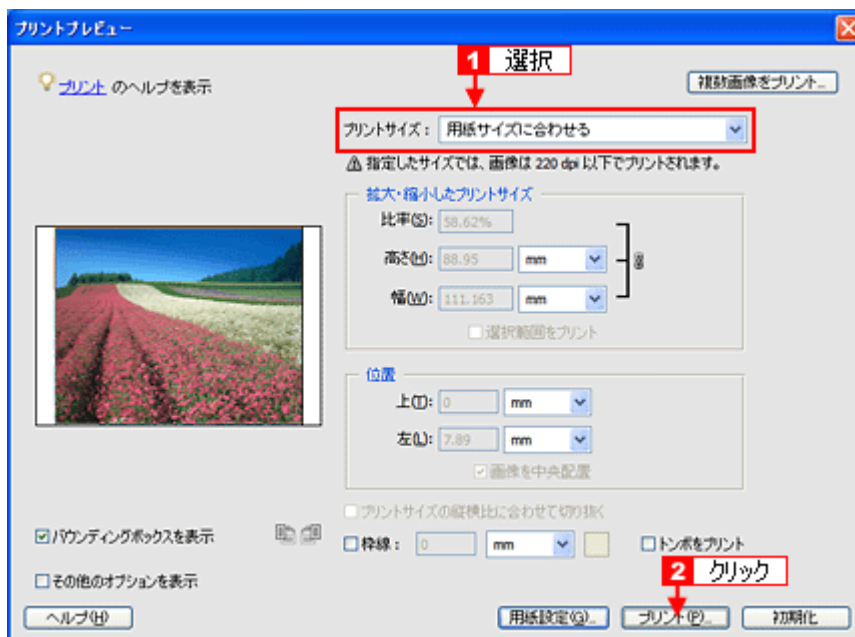 プリントプレビュー
1 選択
プリント のヘルプを表示
複数画像をプリント...
プリントサイズ： 用紙サイズに合わせる
指定したサイズでは、画像は 220 dpi 以下でプリントされます。
拡大・縮小したプリントサイズ
比率(S): 58.62%
高さ(H): 88.95 mm
幅(W): 111.163 mm
選択範囲をプリント
位置
上(T): 0 mm
左(L): 7.89 mm
画像を中央配置
プリントサイズの縦横比に合わせて切り抜く
バウンディングボックスを表示
枠線： 0 mm
トンボをプリント
その他のオプションを表示
2 クリック
ヘルプ(H)
用紙設定(G)...
プリント(P)...
初期化